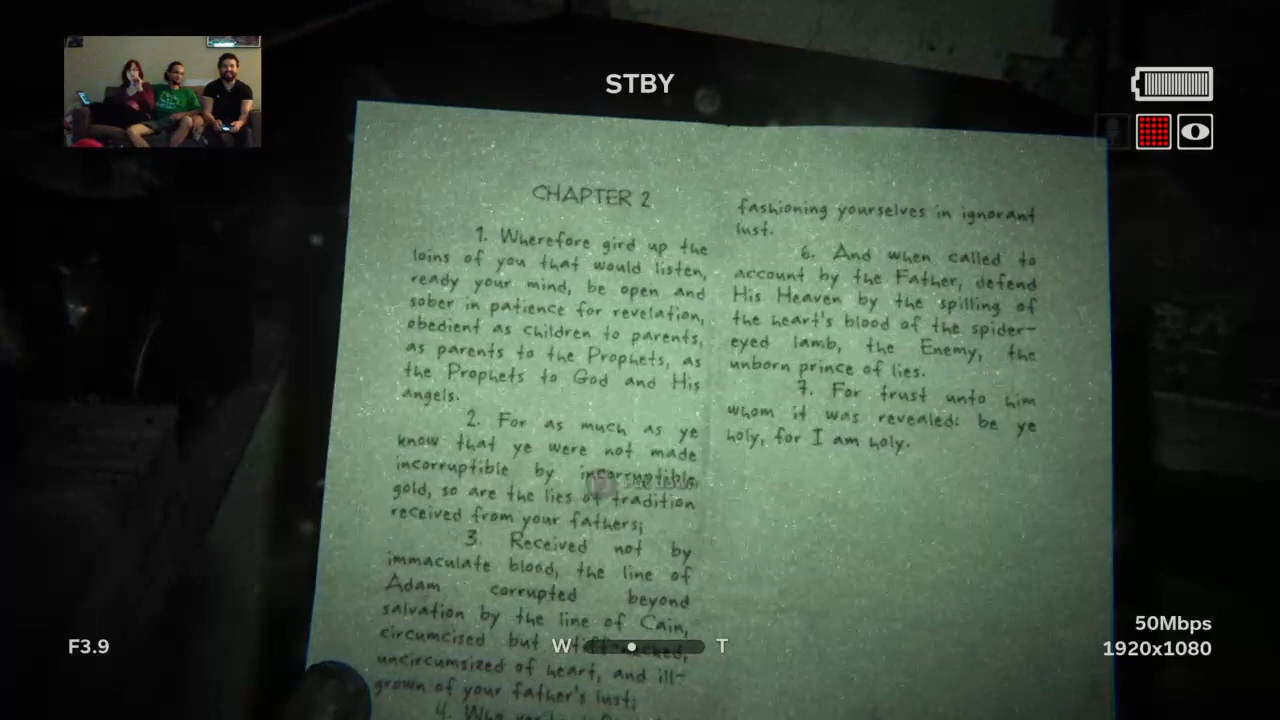 STBY
CHAPTER 2
1. Wherefore gird up the
loins of you that would listen,
ready your mind, be open and
sober in patience for revelation,
obedient as children to parents,
as parents to the Prophets, as
the Prophets to God and His
angels.
2. For as much as ye
know that ye were not made
incorruptible by incorruptible
gold, so are the lies of tradition
received from your fathers;
3. Received not by
immaculate blood, the line of
Adam corrupted beyond
salvation by the line of Cain,
circumcised but stiff-necked,
uncircumsized of heart, and ill-
grown of your father's lust;
4. Who
fashioning yourselves in ignorant
lust.
6. And when called to
account by the Father, defend
His Heaven by the spilling of
the heart's blood of the spider-
eyed lamb, the Enemy, the
unborn prince of lies.
7. For trust unto him
whom it was revealed: be ye
holy, for I am holy.
F3.9
W T
50Mbps
1920x1080